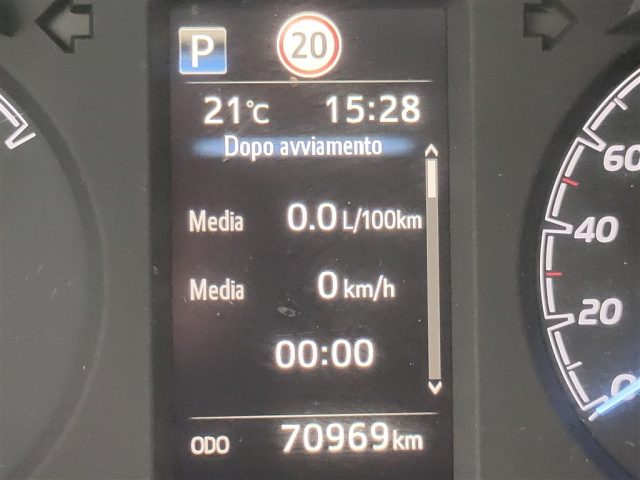 P 20
21°C 15:28
Dopo avviamento
Media 0.0 L/100km
Media 0 km/h
00:00
ODO 70969 km
60
40
20
0